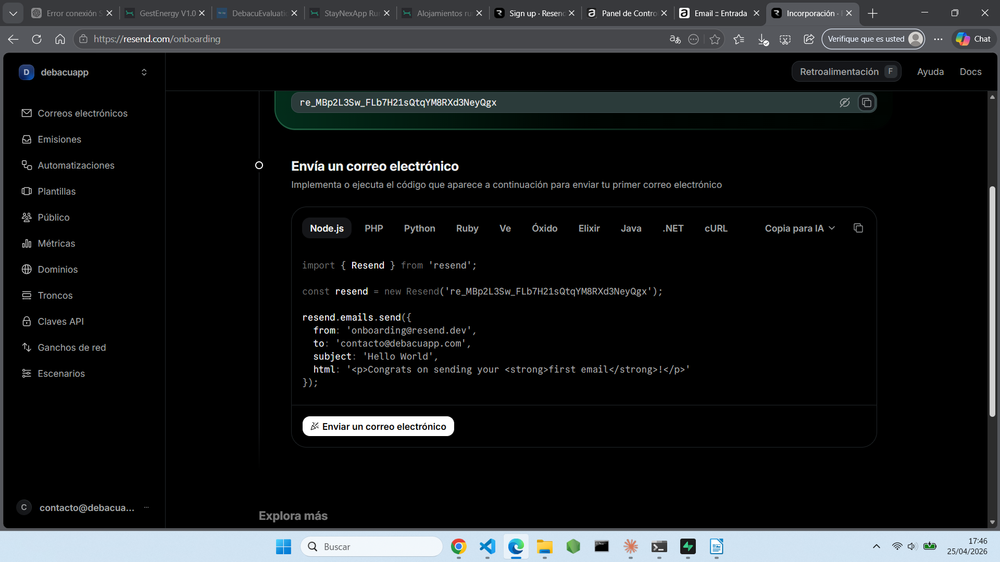 Error conexión S
GestEnergy V1.0
DebacuEvaluatio
StayNexApp Rur
Alojamientos ru
Sign up · Resend
Panel de Contro
Email :: Entrada
Incorporación ·
https://resend.com/onboarding
Verifique que es usted
Chat
D
debacuapp
Retroalimentación F
Ayuda
Docs
Correos electrónicos
Emisiones
Automatizaciones
Plantillas
Público
Métricas
Dominios
Troncos
Claves API
Ganchos de red
Escenarios
C
contacto@debacua...
re_MBp2L3Sw_FLb7H21sQtqYM8RXd3NeyQgx
Envía un correo electrónico
Implementa o ejecuta el código que aparece a continuación para enviar tu primer correo electrónico
Node.js PHP Python Ruby Ve Óxido Elixir Java .NET cURL Copia para IA
import { Resend } from 'resend';
const resend = new Resend('re_MBp2L3Sw_FLb7H21sQtqYM8RXd3NeyQgx');
resend.emails.send({
from: 'onboarding@resend.dev',
to: 'contacto@debacuapp.com',
subject: 'Hello World',
html: '<p>Congrats on sending your <strong>first email</strong>!</p>'
});
Enviar un correo electrónico
Explora más
Buscar
17:46
25/04/2026